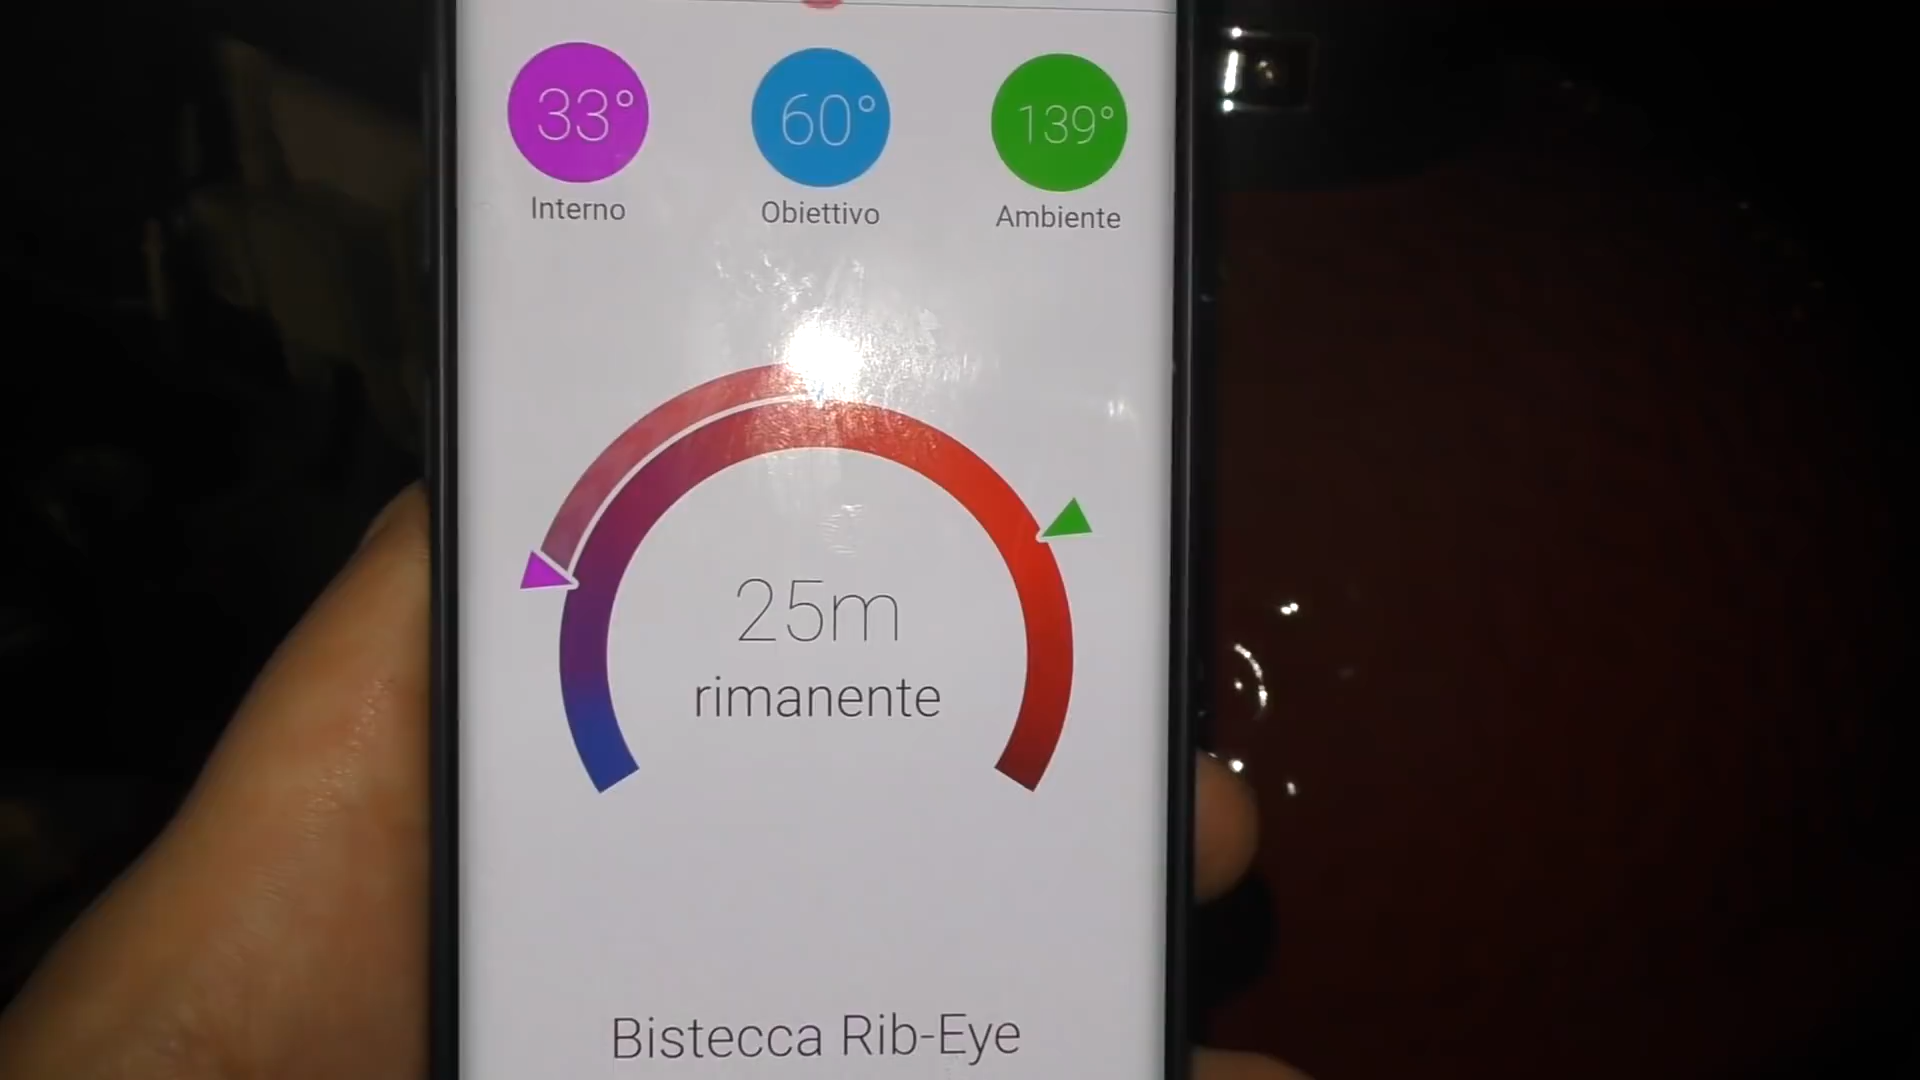 33° 60° 139°
Interno Obiettivo Ambiente
25m
rimanente
Bistecca Rib-Eye